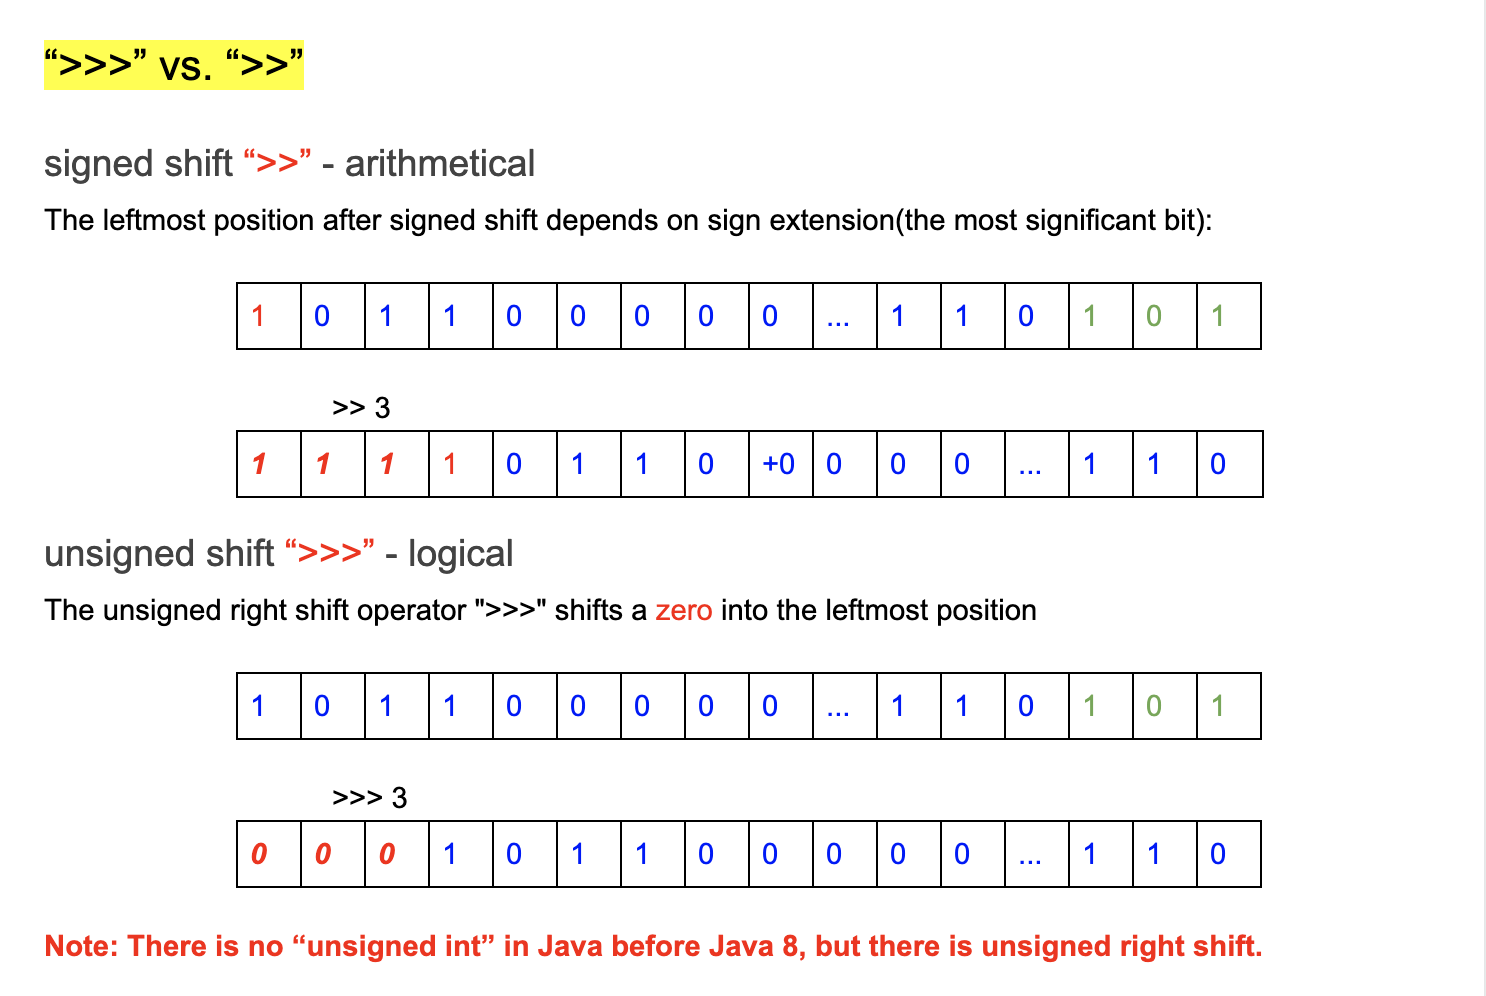 “>>>” vs. “>>”
signed shift “>>” - arithmetical
The leftmost position after signed shift depends on sign extension(the most significant bit):
1 0 1 1 0 0 0 0 0 ... 1 1 0 1 0 1
>> 3
1 1 1 1 0 1 1 0 +0 0 0 0 ... 1 1 0
unsigned shift “>>>” - logical
The unsigned right shift operator ">>>" shifts a zero into the leftmost position
1 0 1 1 0 0 0 0 0 ... 1 1 0 1 0 1
>>> 3
0 0 0 1 0 1 1 0 0 0 0 0 ... 1 1 0
Note: There is no “unsigned int” in Java before Java 8, but there is unsigned right shift.